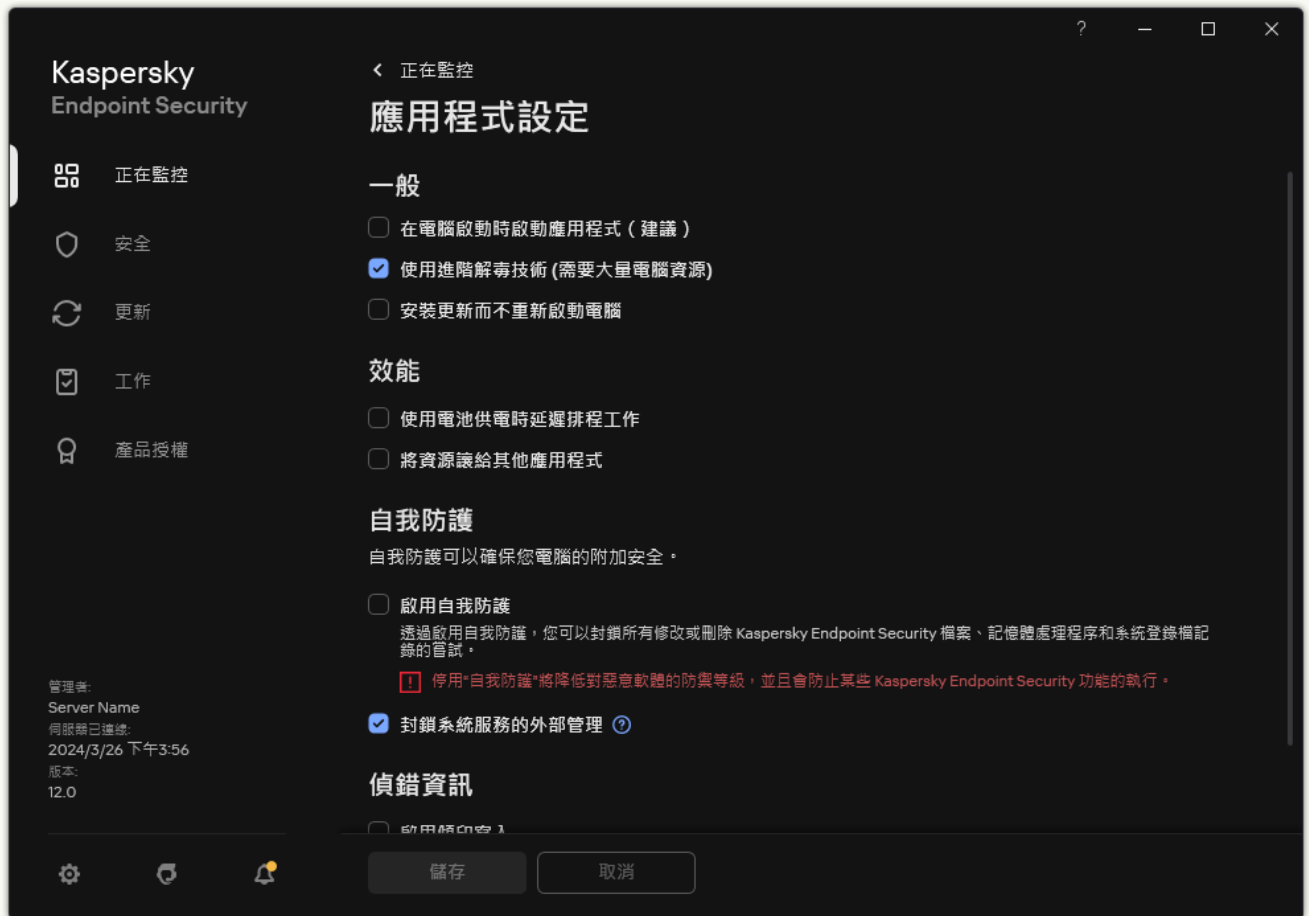 ?
Kaspersky
Endpoint Security
正在監控
安全
更新
工作
產品授權
管理者:
Server Name
伺服器已連線:
2024/3/26 下午3:56
版本:
12.0
正在監控
應用程式設定
一般
在電腦啟動時啟動應用程式(建議)
使用進階解毒技術 (需要大量電腦資源)
安裝更新而不重新啟動電腦
效能
使用電池供電時延遲排程工作
將資源讓給其他應用程式
自我防護
自我防護可以確保您電腦的附加安全。
啟用自我防護
透過啟用自我防護,您可以封鎖所有修改或刪除 Kaspersky Endpoint Security 檔案、記憶體處理程序和系統登錄檔記
錄的嘗試。
停用“自我防護”將降低對惡意軟體的防禦等級,並且會防止某些 Kaspersky Endpoint Security 功能的執行。
封鎖系統服務的外部管理 ?
偵錯資訊
啟用傾印寫入
儲存
取消